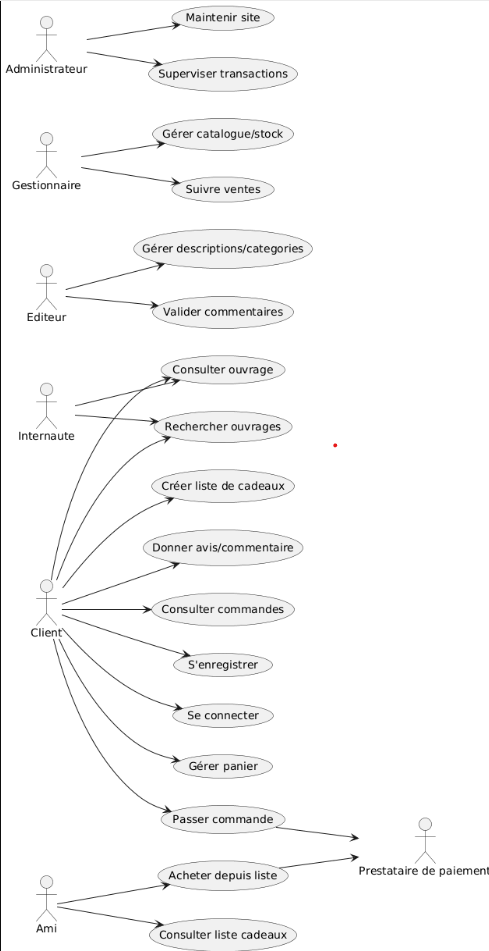 Maintenir site
Administrateur
Superviser transactions
Gérer catalogue/stock
Gestionnaire
Suivre ventes
Gérer descriptions/categories
Editeur
Valider commentaires
Consulter ouvrage
Internaute
Rechercher ouvrages
Créer liste de cadeaux
Donner avis/commentaire
Consulter commandes
Client
S'enregistrer
Se connecter
Gérer panier
Passer commande
Prestataire de paiement
Acheter depuis liste
Ami
Consulter liste cadeaux